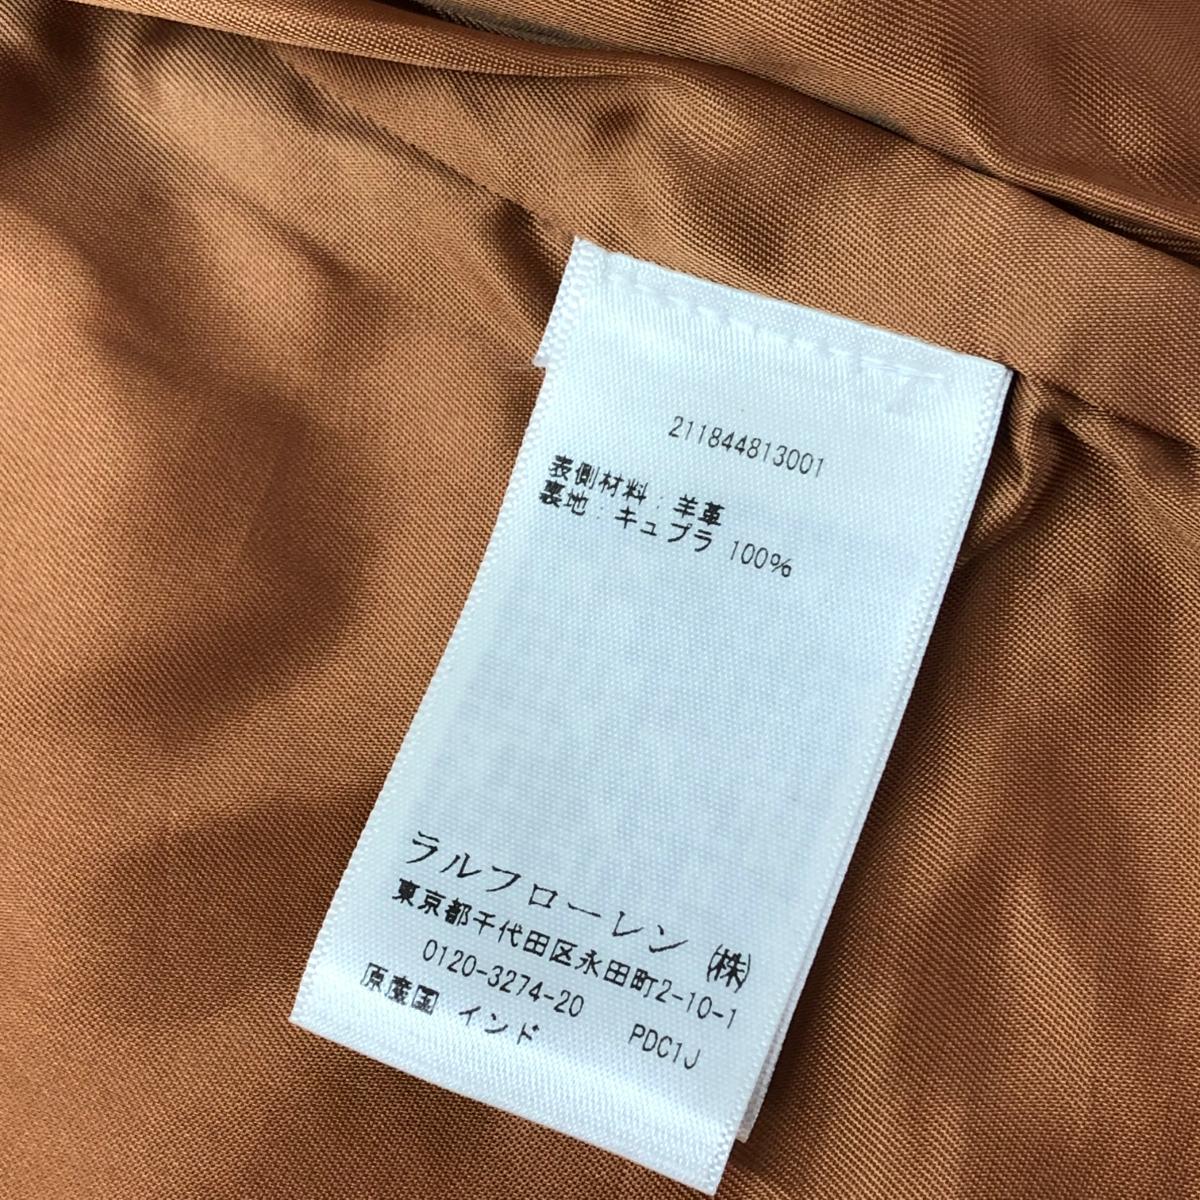 211844813001
表側材料：羊革
裏地：キュプラ 100%
ラルフローレン ㈱
東京都千代田区永田町2-10-1
0120-3274-20
原産国 インド PDC1J